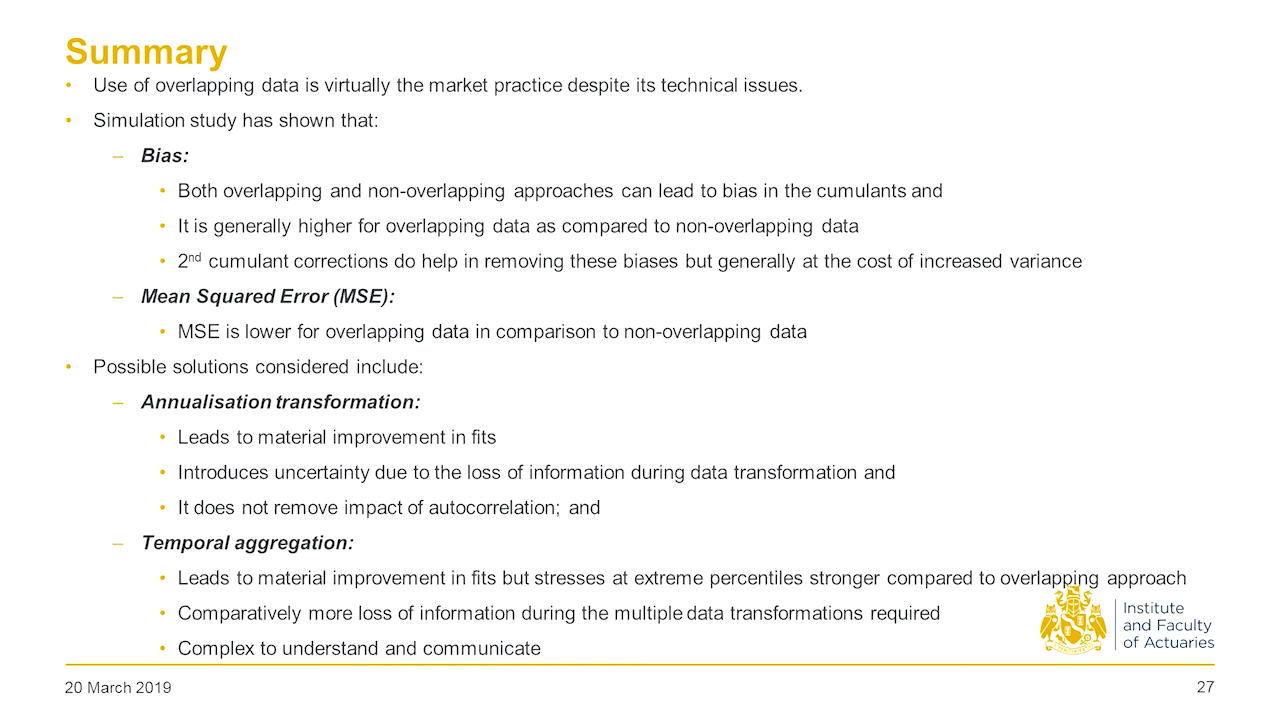 Summary
• Use of overlapping data is virtually the market practice despite its technical issues.
• Simulation study has shown that:
– Bias:
• Both overlapping and non-overlapping approaches can lead to bias in the cumulants and
• It is generally higher for overlapping data as compared to non-overlapping data
• 2nd cumulant corrections do help in removing these biases but generally at the cost of increased variance
– Mean Squared Error (MSE):
• MSE is lower for overlapping data in comparison to non-overlapping data
• Possible solutions considered include:
– Annualisation transformation:
• Leads to material improvement in fits
• Introduces uncertainty due to the loss of information during data transformation and
• It does not remove impact of autocorrelation; and
– Temporal aggregation:
• Leads to material improvement in fits but stresses at extreme percentiles stronger compared to overlapping approach
• Comparatively more loss of information during the multiple data transformations required
• Complex to understand and communicate
Institute
and Faculty
of Actuaries
20 March 2019
27